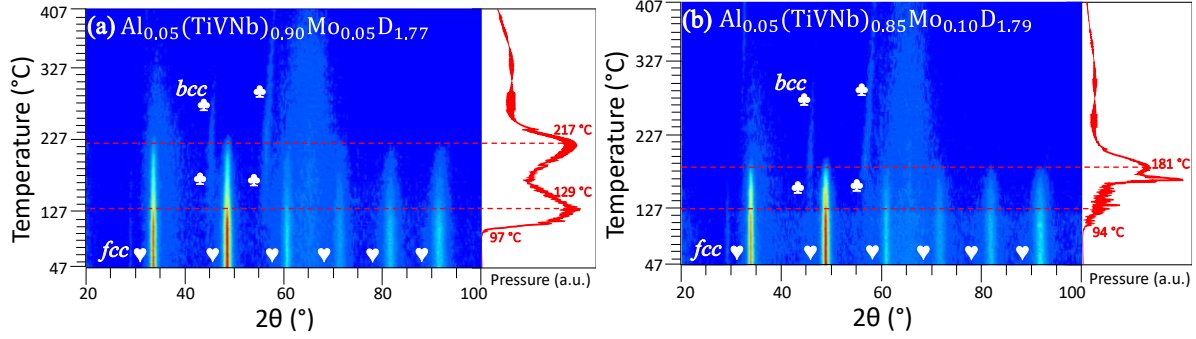 (a) Al0.05(TiVNb)0.90Mo0.05D1.77
407
327
227
127
47
Temperature (°C)
bcc
♣
♣
♣
♣
fcc ♥ ♥ ♥ ♥ ♥ ♥
217 °C
129 °C
97 °C
Pressure (a.u.)
20 40 60 80 100
2θ (°)
(b) Al0.05(TiVNb)0.85Mo0.10D1.79
407
327
227
127
47
Temperature (°C)
bcc
♣
♣
♣
♣
fcc ♥ ♥ ♥ ♥ ♥ ♥
181 °C
94 °C
Pressure (a.u.)
20 40 60 80 100
2θ (°)